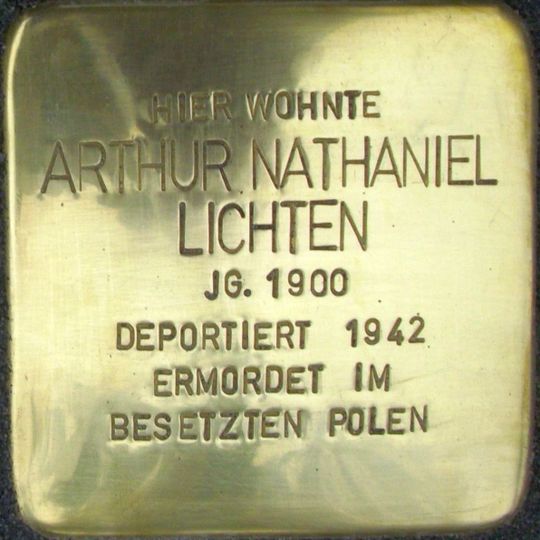 HIER WOHNTE
ARTHUR NATHANIEL
LICHTEN
JG. 1900
DEPORTIERT 1942
ERMORDET IM
BESETZTEN POLEN